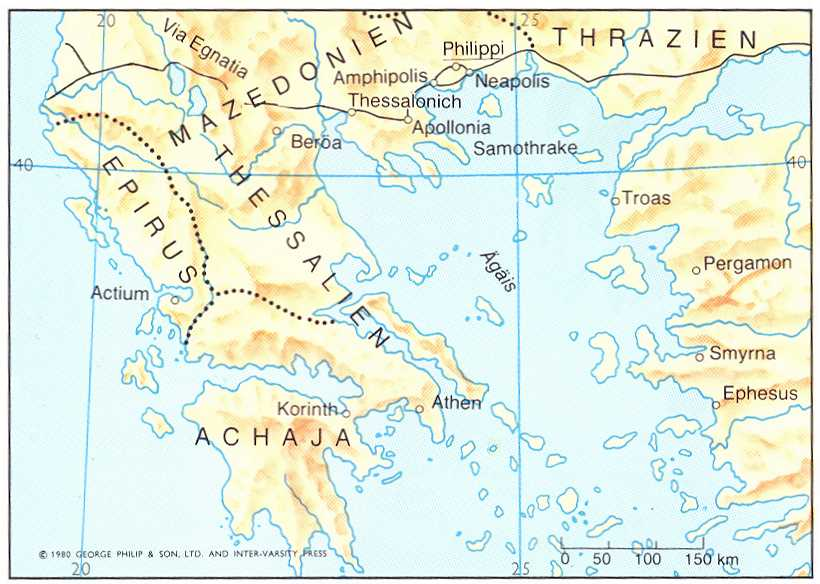 20
25
Via Egnatia
MAZEDONIEN
THRAZIEN
Philippi
Amphipolis
Neapolis
Thessalonich
Apollonia
Beröa
Samothrake
40
40
EPIRUS
THESSALIEN
Troas
Ägäis
Pergamon
Actium
Smyrna
Ephesus
Korinth
Athen
ACHAJA
© 1980 GEORGE PHILIP & SON, LTD. AND INTER-VARSITY PRESS
0 50 100 150 km
20
25